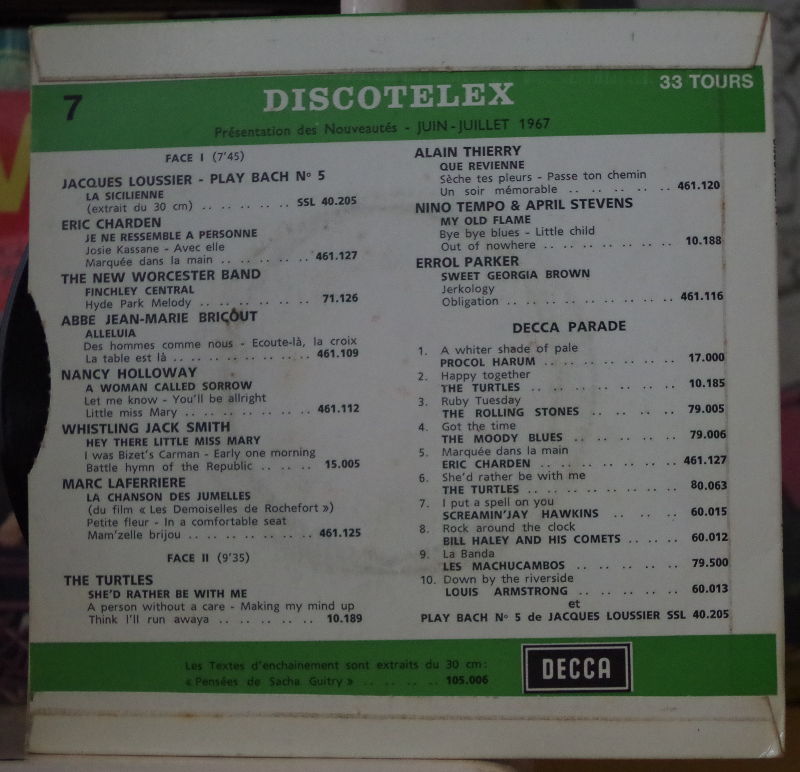 7
DISCOTELEX
33 TOURS
Présentation des Nouveautés - JUIN-JUILLET 1967
FACE I (7'45)
JACQUES LOUSSIER - PLAY BACH No 5
LA SICILIENNE
(extrait du 30 cm) .. .. .. .. .. SSL 40.205
ERIC CHARDEN
JE NE RESSEMBLE A PERSONNE
Josie Kassane - Avec elle
Marquée dans la main .. .. .. .. 461.127
THE NEW WORCESTER BAND
FINCHLEY CENTRAL
Hyde Park Melody .. .. .. .. .. 71.126
ABBE JEAN-MARIE BRICOUT
ALLELUIA
Des hommes comme nous - Ecoute-là, la croix
La table est là .. .. .. .. .. .. .. 461.109
NANCY HOLLOWAY
A WOMAN CALLED SORROW
Let me know - You'll be allright
Little miss Mary .. .. .. .. .. .. 461.112
WHISTLING JACK SMITH
HEY THERE LITTLE MISS MARY
I was Bizet's Carman - Early one morning
Battle hymn of the Republic .. .. .. 15.005
MARC LAFERRIERE
LA CHANSON DES JUMELLES
(du film « Les Demoiselles de Rochefort »)
Petite fleur - In a comfortable seat
Mam'zelle brijou .. .. .. .. .. .. 461.125
FACE II (9'35)
THE TURTLES
SHE'D RATHER BE WITH ME
A person without a care - Making my mind up
Think I'll run awaya .. .. .. .. .. 10.189
ALAIN THIERRY
QUE REVIENNE
Sèche tes pleurs - Passe ton chemin
Un soir mémorable .. .. .. .. .. 461.120
NINO TEMPO & APRIL STEVENS
MY OLD FLAME
Bye bye blues - Little child
Out of nowhere .. .. .. .. .. .. 10.188
ERROL PARKER
SWEET GEORGIA BROWN
Jerkology
Obligation .. .. .. .. .. .. .. .. 461.116
DECCA PARADE
1. A whiter shade of pale
PROCOL HARUM .. .. .. .. .. 17.000
2. Happy together
THE TURTLES .. .. .. .. .. .. 10.185
3. Ruby Tuesday
THE ROLLING STONES .. .. .. .. 79.005
4. Got the time
THE MOODY BLUES .. .. .. .. .. 79.006
5. Marquée dans la main
ERIC CHARDEN .. .. .. .. .. .. 461.127
6. She'd rather be with me
THE TURTLES .. .. .. .. .. .. 80.063
7. I put a spell on you
SCREAMIN'JAY HAWKINS .. .. .. 60.015
8. Rock around the clock
BILL HALEY AND HIS COMETS .. .. .. 60.012
9. La Banda
LES MACHUCAMBOS .. .. .. .. 79.500
10. Down by the riverside
LOUIS ARMSTRONG .. .. .. .. 60.013
et
PLAY BACH No 5 de JACQUES LOUSSIER SSL 40.205
Les Textes d'enchainement sont extraits du 30 cm:
« Pensées de Sacha Guitry » .. .. .. .. 105.006
DECCA